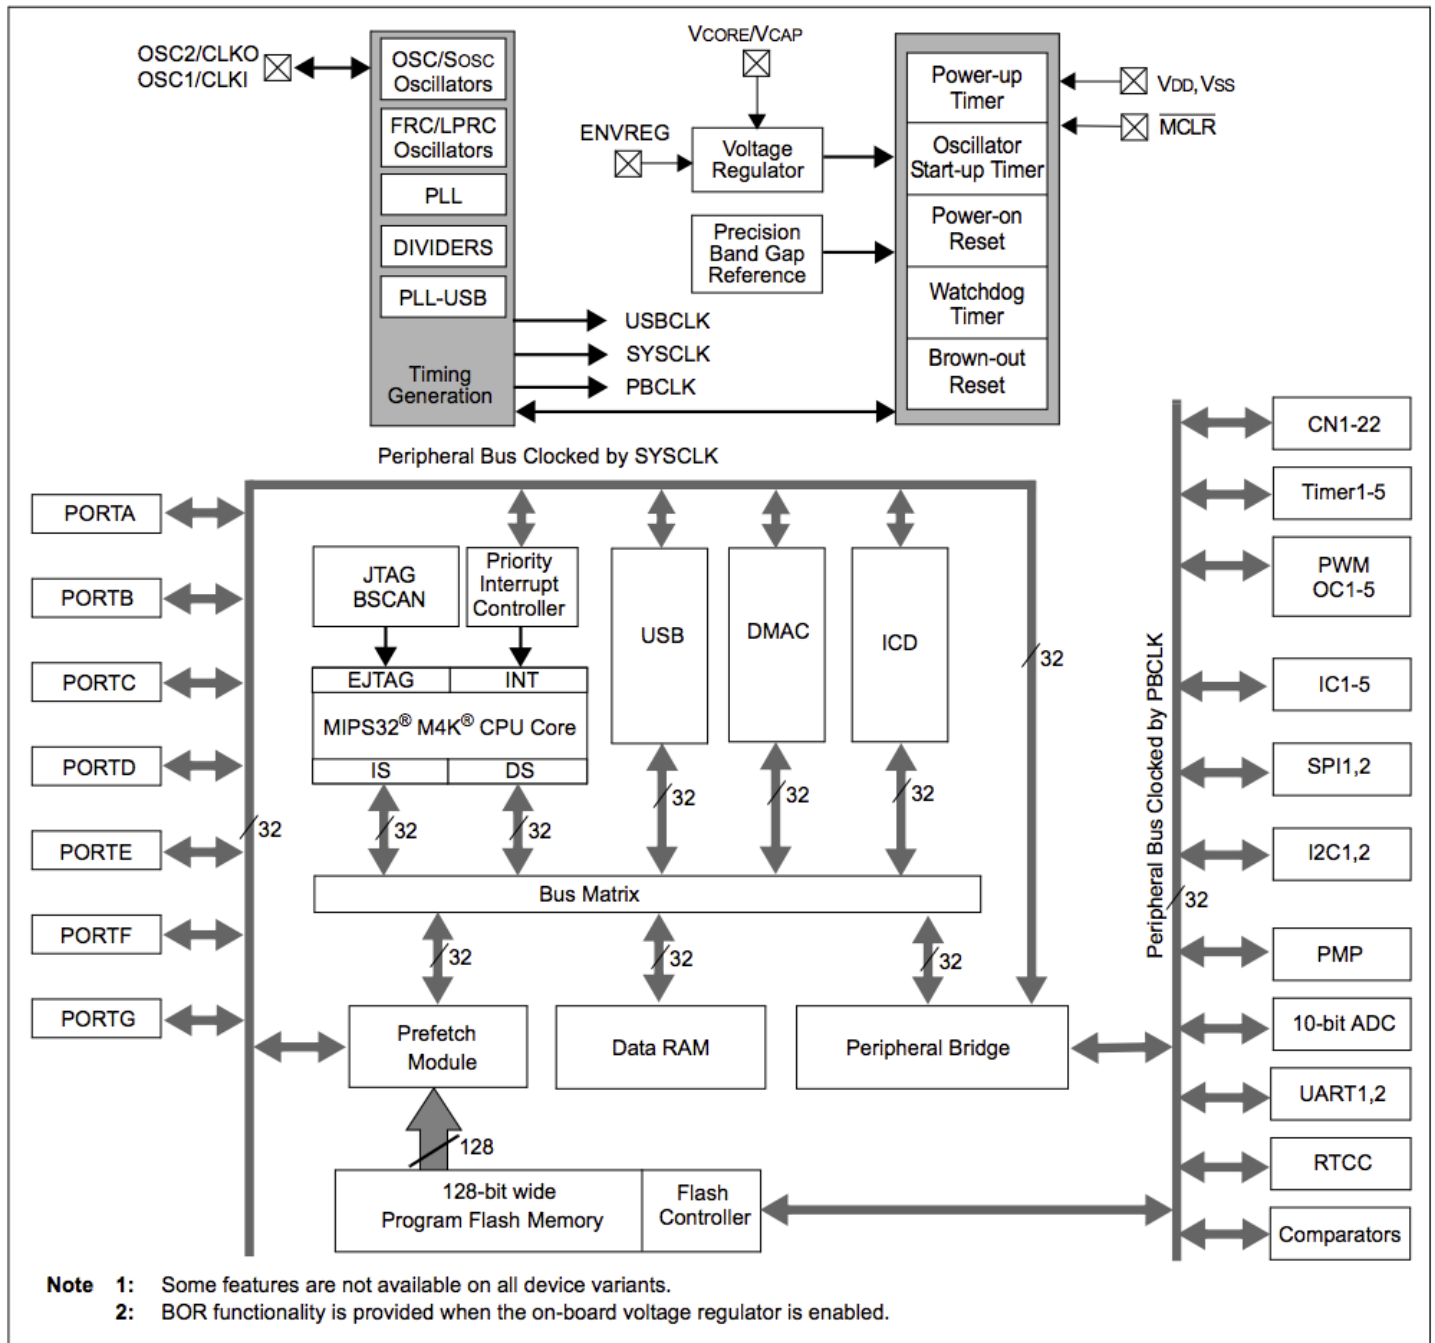 OSC2/CLKO
OSC1/CLKI
OSC/SOSC
Oscillators
FRC/LPRC
Oscillators
PLL
DIVIDERS
PLL-USB
Timing
Generation
USBCLK
SYSCLK
PBCLK
VCORE/VCAP
ENVREG
Voltage
Regulator
Precision
Band Gap
Reference
Power-up
Timer
Oscillator
Start-up Timer
Power-on
Reset
Watchdog
Timer
Brown-out
Reset
VDD, VSS
MCLR
Peripheral Bus Clocked by SYSCLK
PORTA
PORTB
PORTC
PORTD
PORTE
PORTF
PORTG
32
JTAG
BSCAN
Priority
Interrupt
Controller
EJTAG
INT
MIPS32® M4K® CPU Core
IS
DS
USB
DMAC
ICD
32
32
32
32
32
32
Bus Matrix
32
32
32
Prefetch
Module
Data RAM
Peripheral Bridge
128
128-bit wide
Program Flash Memory
Flash
Controller
Peripheral Bus Clocked by PBCLK
32
CN1-22
Timer1-5
PWM
OC1-5
IC1-5
SPI1,2
I2C1,2
PMP
10-bit ADC
UART1,2
RTCC
Comparators
Note 1: Some features are not available on all device variants.
2: BOR functionality is provided when the on-board voltage regulator is enabled.